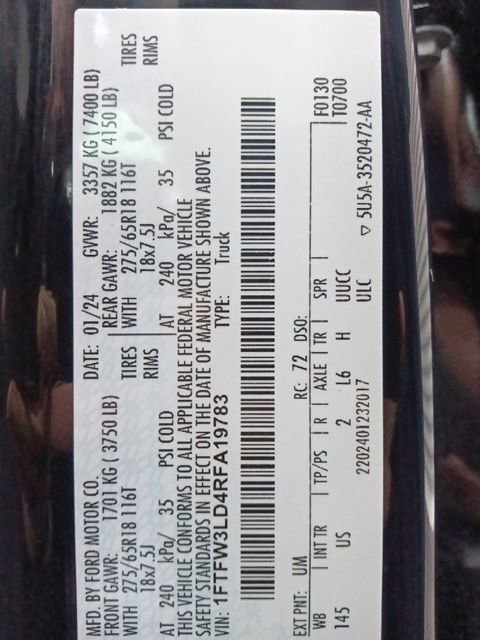 MFD. BY FORD MOTOR CO.
DATE: 01/24 GVWR: 3357 KG ( 7400 LB)
FRONT GAWR: 1701 KG ( 3750 LB) REAR GAWR: 1882 KG ( 4150 LB)
WITH 275/65R18 116T TIRES WITH 275/65R18 116T TIRES
18x7.5J RIMS 18x7.5J RIMS
AT 240 kPa/ 35 PSI COLD AT 240 kPa/ 35 PSI COLD
THIS VEHICLE CONFORMS TO ALL APPLICABLE FEDERAL MOTOR VEHICLE
SAFETY STANDARDS IN EFFECT ON THE DATE OF MANUFACTURE SHOWN ABOVE.
VIN: 1FTFW3LD4RFA19783 TYPE: Truck
EXT PNT: UM RC: 72 DSO: F0130
WB INT TR TP/PS R AXLE TR SPR T0700
145 US 2 L6 H UUCC
2202401232017 ULC ▽ 5U5A-3520472-AA